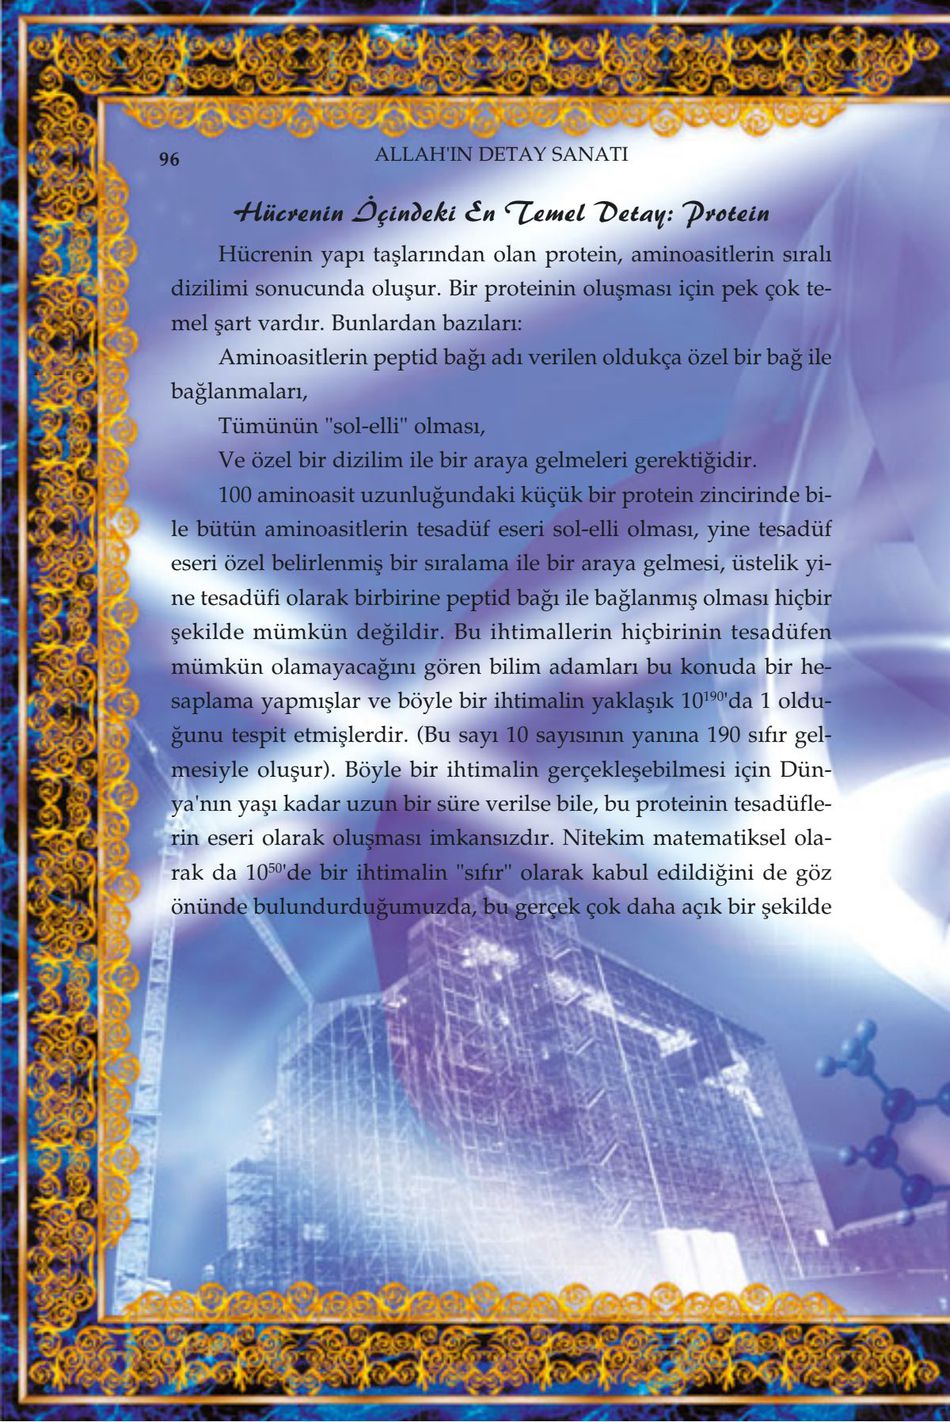 96
ALLAH'IN DETAY SANATI
Hücrenin İçindeki En Temel Detay: Protein
Hücrenin yapı taşlarından olan protein, aminoasitlerin sıralı
dizilimi sonucunda oluşur. Bir proteinin oluşması için pek çok te-
mel şart vardır. Bunlardan bazıları:
Aminoasitlerin peptid bağı adı verilen oldukça özel bir bağ ile
bağlanmaları,
Tümünün "sol-elli" olması,
Ve özel bir dizilim ile bir araya gelmeleri gerektiğidir.
100 aminoasit uzunluğundaki küçük bir protein zincirinde bi-
le bütün aminoasitlerin tesadüf eseri sol-elli olması, yine tesadüf
eseri özel belirlenmiş bir sıralama ile bir araya gelmesi, üstelik yi-
ne tesadüfi olarak birbirine peptid bağı ile bağlanmış olması hiçbir
şekilde mümkün değildir. Bu ihtimallerin hiçbirinin tesadüfen
mümkün olamayacağını gören bilim adamları bu konuda bir he-
saplama yapmışlar ve böyle bir ihtimalin yaklaşık 10¹⁹⁰'da 1 oldu-
ğunu tespit etmişlerdir. (Bu sayı 10 sayısının yanına 190 sıfır gel-
mesiyle oluşur). Böyle bir ihtimalin gerçekleşebilmesi için Dün-
ya'nın yaşı kadar uzun bir süre verilse bile, bu proteinin tesadüfle-
rin eseri olarak oluşması imkansızdır. Nitekim matematiksel ola-
rak da 10⁵⁰'de bir ihtimalin "sıfır" olarak kabul edildiğini de göz
önünde bulundurduğumuzda, bu gerçek çok daha açık bir şekilde